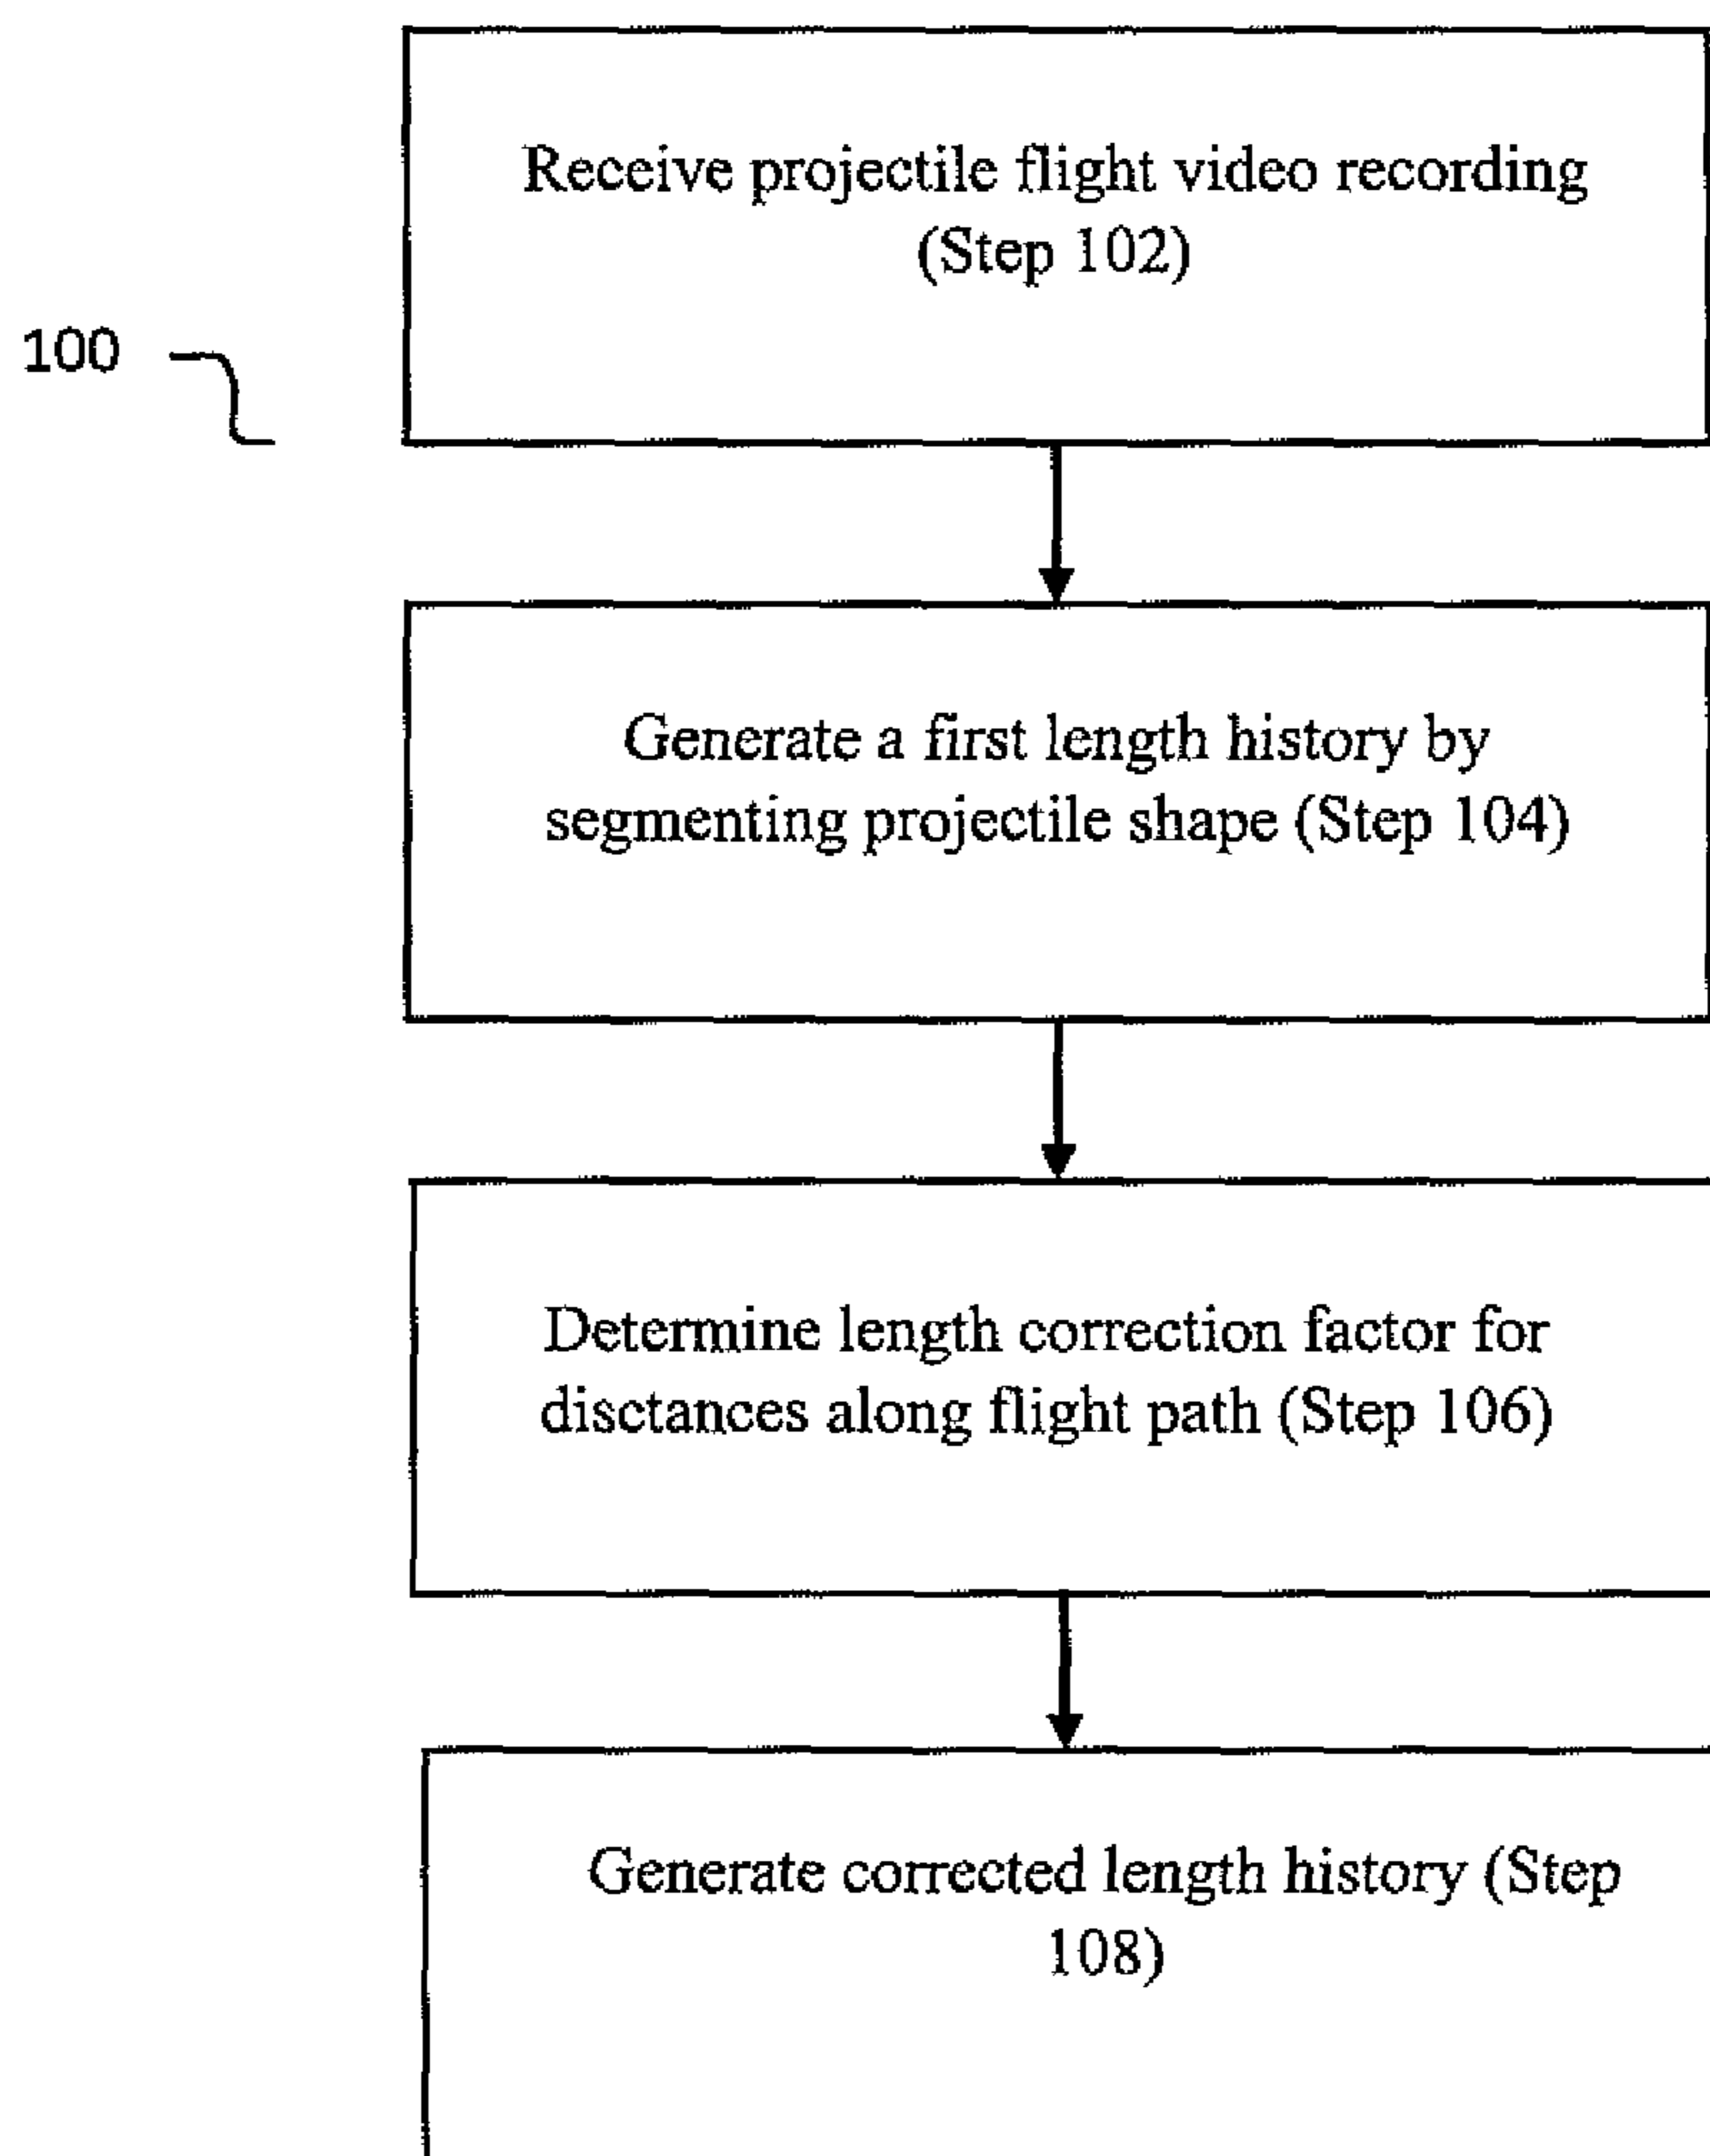 Receive projectile flight video recording
(Step 102)
100
Generate a first length history by
segmenting projectile shape (Step 104)
Determine length correction factor for
disctances along flight path (Step 106)
Generate corrected length history (Step
108)